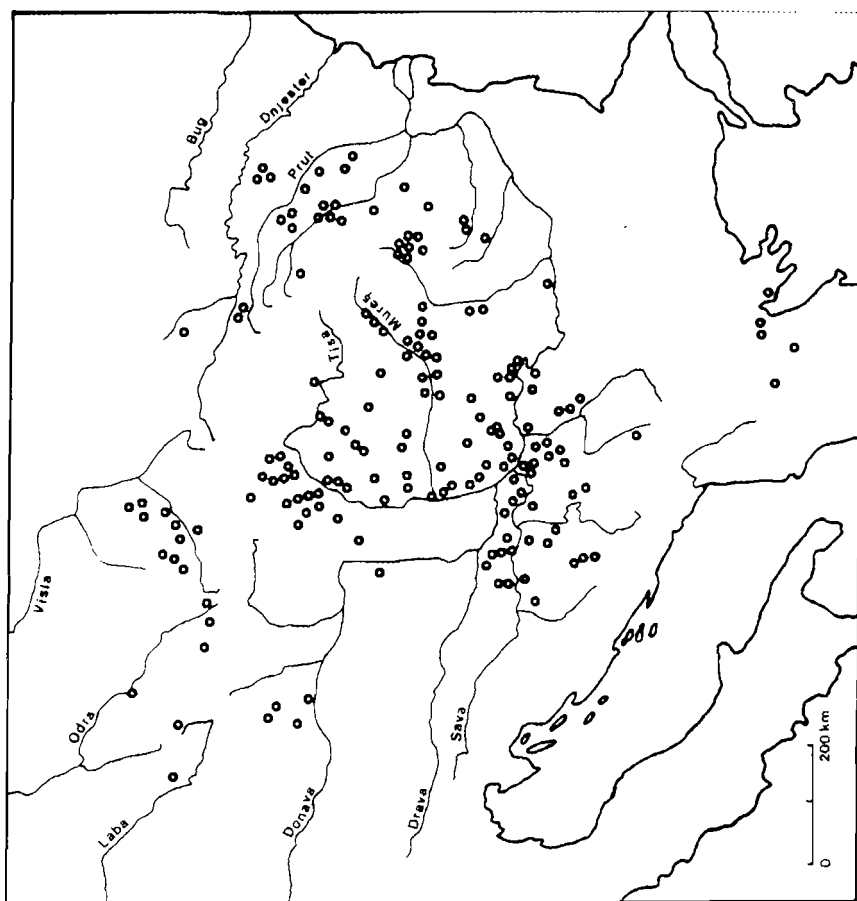 Bug
Dnjester
Prut
Mureş
Tisa
Visla
Odra
Laba
Donava
Drava
Sava
0
200 km